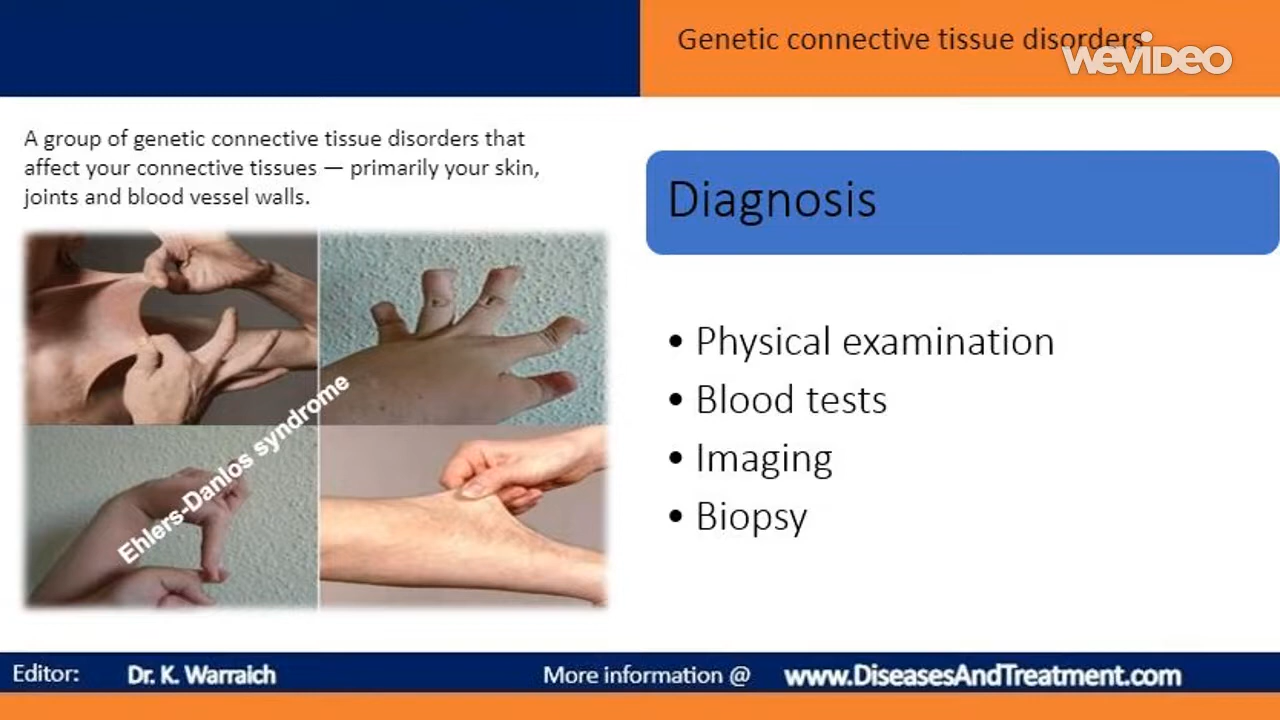 Genetic connective tissue disorders
WeVIDEO
A group of genetic connective tissue disorders that
affect your connective tissues — primarily your skin,
joints and blood vessel walls.
Ehlers-Danlos syndrome
Diagnosis
• Physical examination
• Blood tests
• Imaging
• Biopsy
Editor: Dr. K. Warraich More information @ www.DiseasesAndTreatment.com